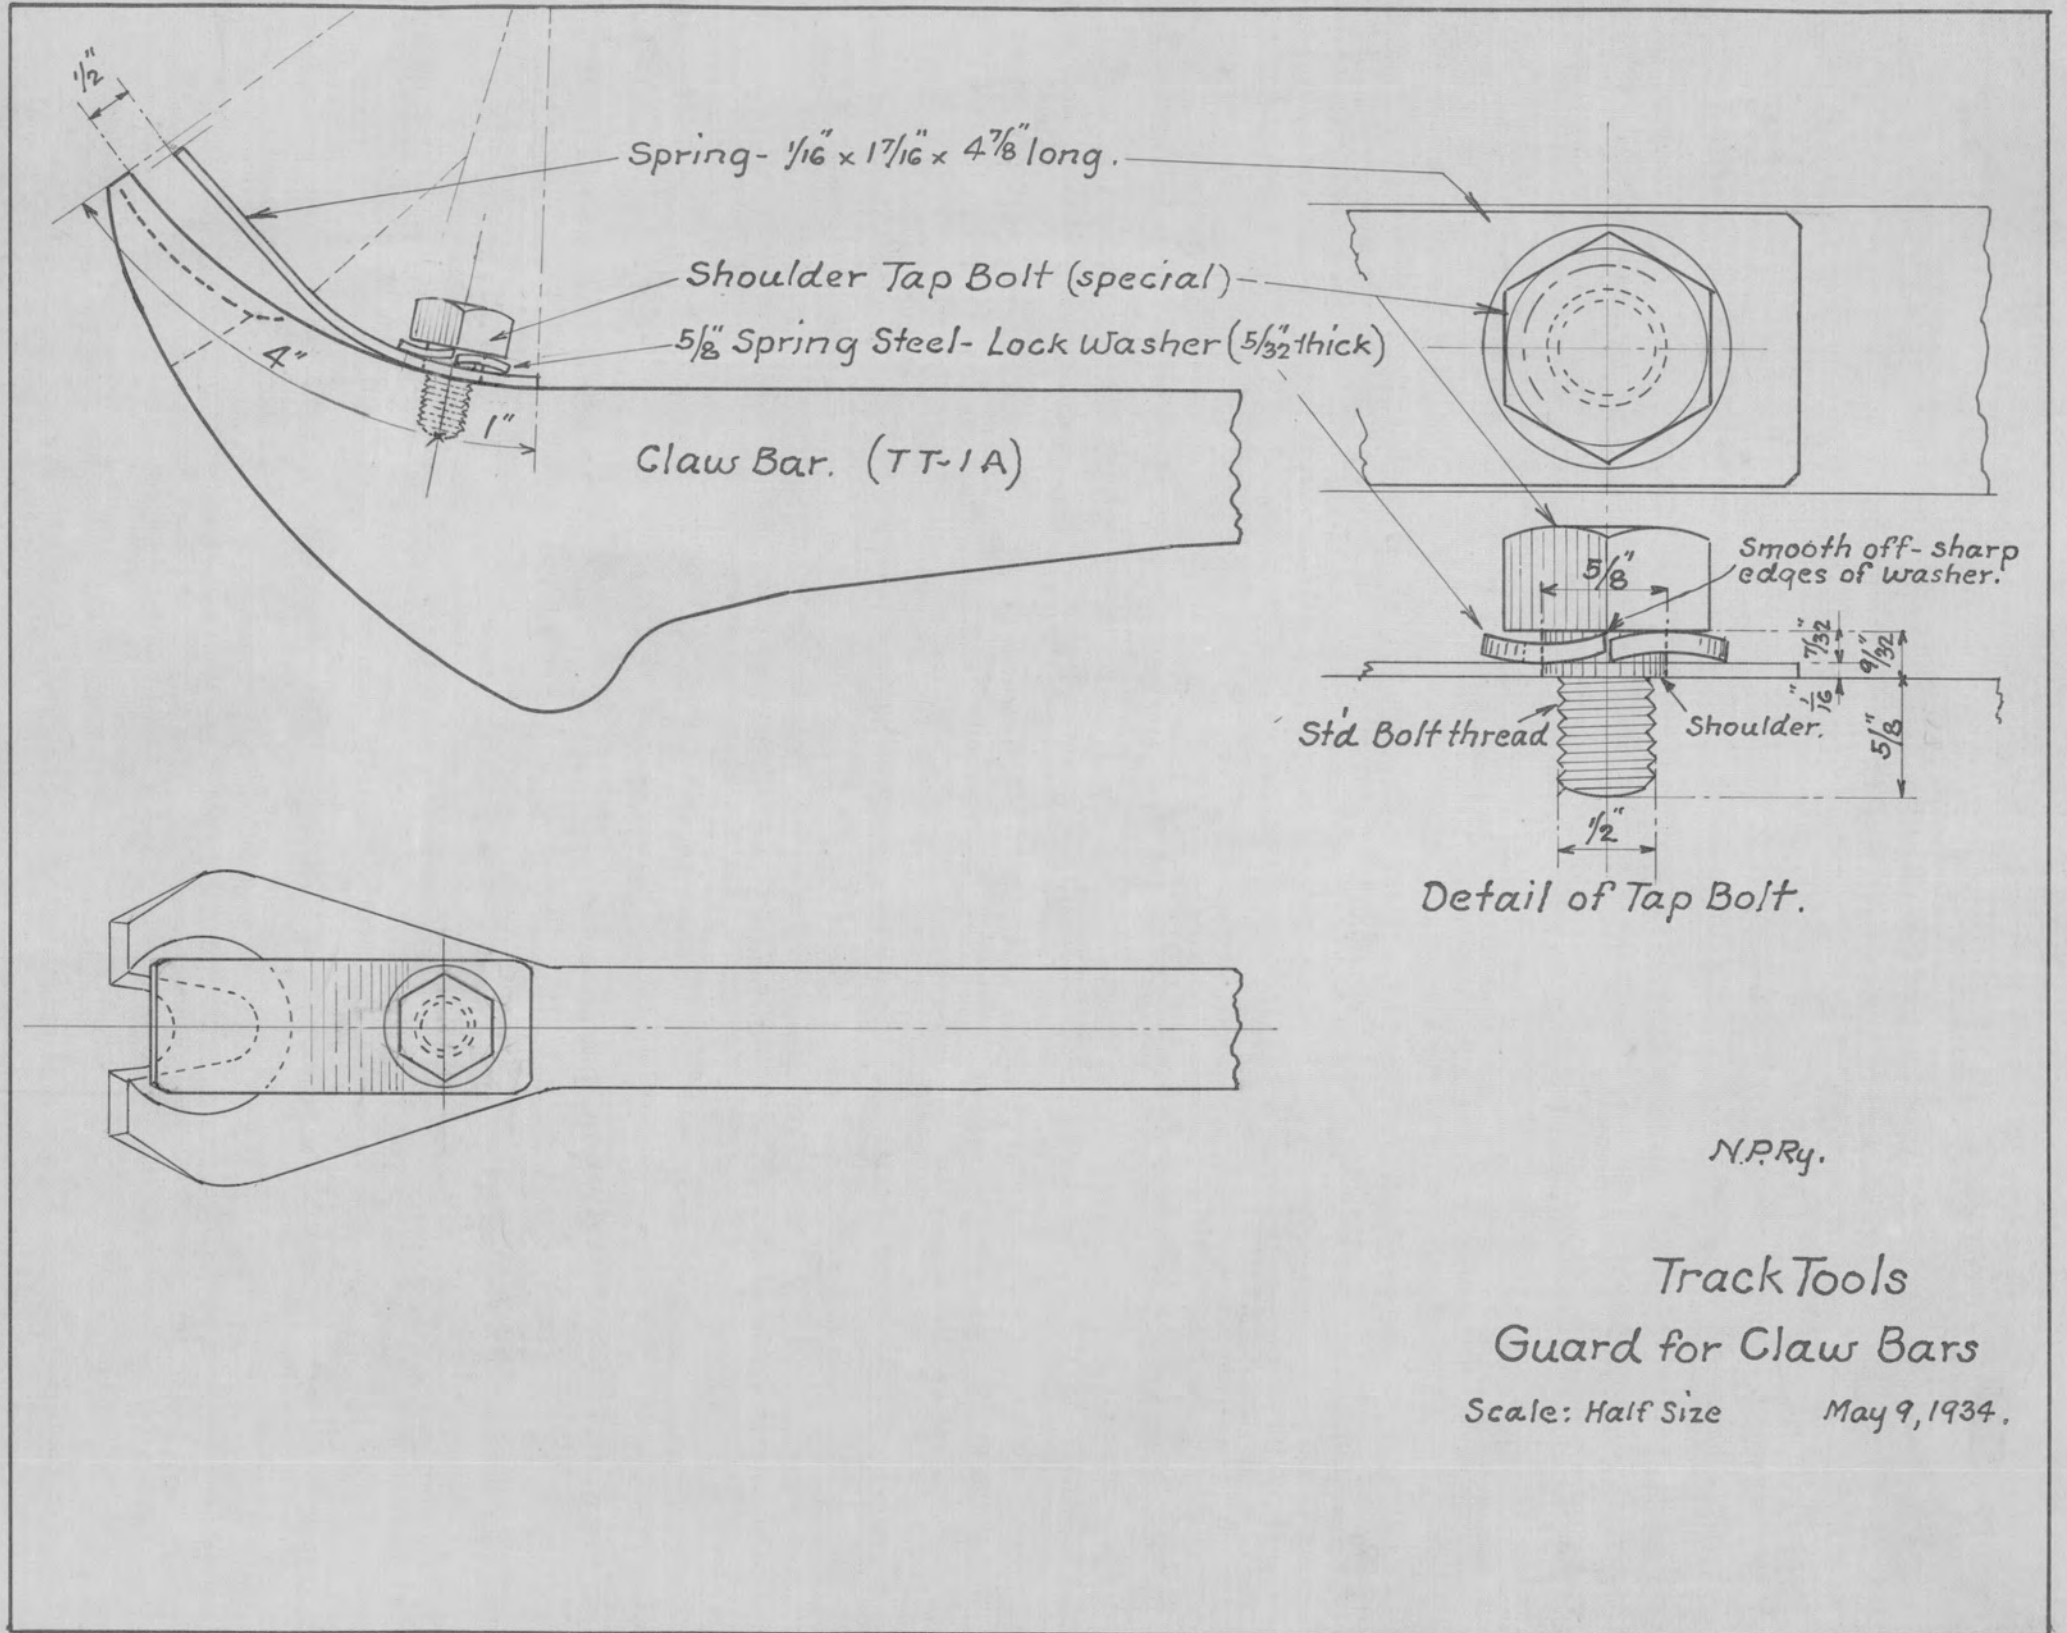 1/2"
Spring- 1/16" x 1 7/16" x 4 7/8" long.
Shoulder Tap Bolt (special)
5/8" Spring Steel- Lock Washer (5/32" thick)
4"
1"
Claw Bar. (TT-1A)
Smooth off- sharp
edges of washer.
5/8"
7/32"
9/32"
1/16"
Std Bolt thread
Shoulder.
5/8"
1/2"
Detail of Tap Bolt.
N.P.Ry.
Track Tools
Guard for Claw Bars
Scale: Half Size May 9, 1934.